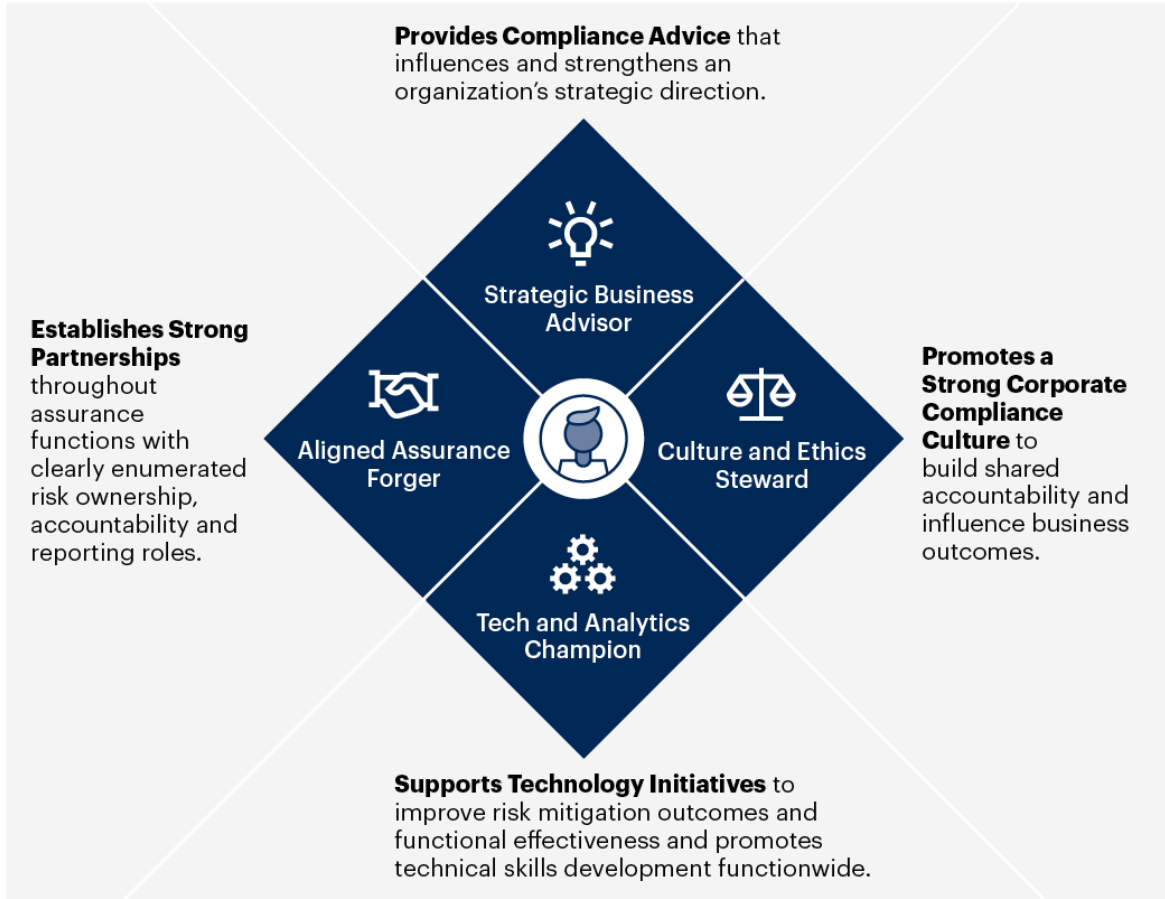 Provides Compliance Advice that
influences and strengthens an
organization’s strategic direction.
Strategic Business
Advisor
Establishes Strong
Partnerships
throughout
assurance
functions with
clearly enumerated
risk ownership,
accountability and
reporting roles.
Aligned Assurance
Forger
Culture and Ethics
Steward
Promotes a
Strong Corporate
Compliance
Culture to
build shared
accountability and
influence business
outcomes.
Tech and Analytics
Champion
Supports Technology Initiatives to
improve risk mitigation outcomes and
functional effectiveness and promotes
technical skills development functionwide.